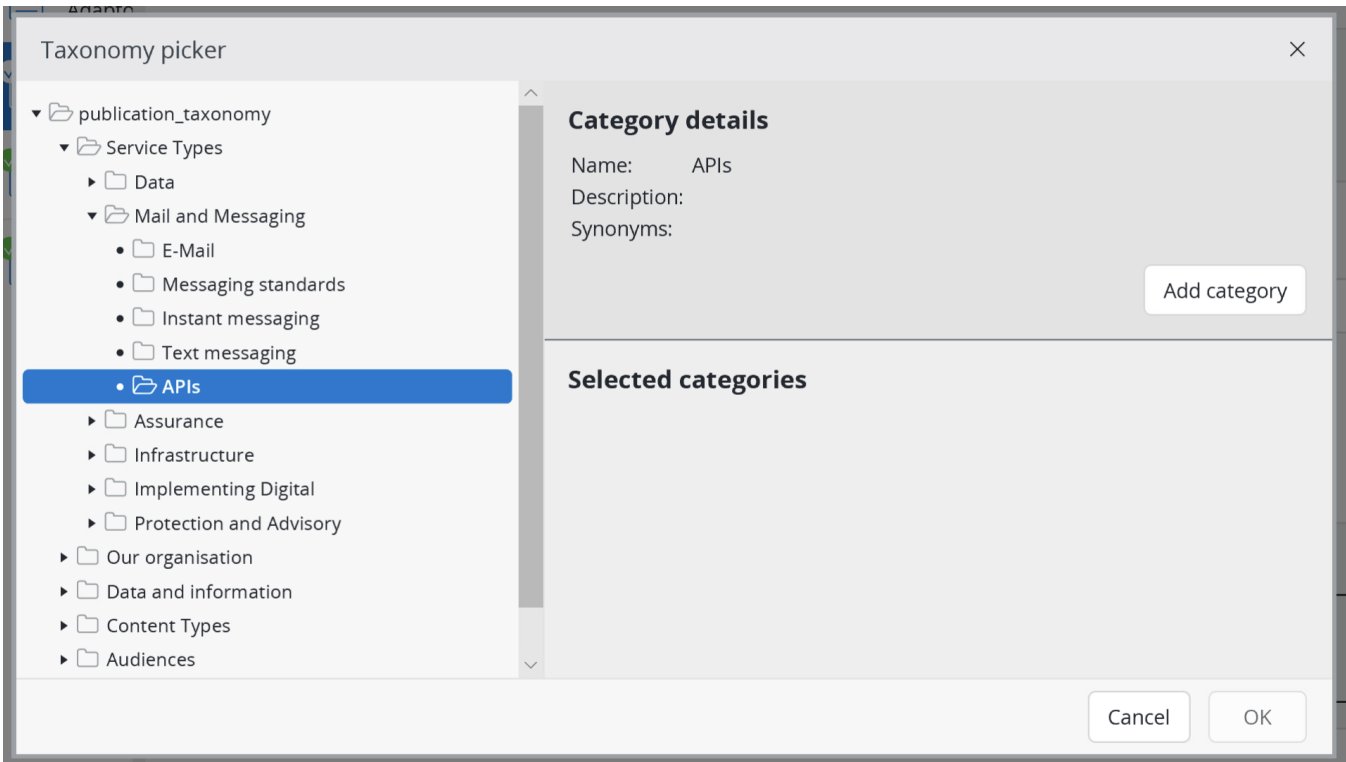 Adapto
Taxonomy picker
publication_taxonomy
Service Types
Data
Mail and Messaging
E-Mail
Messaging standards
Instant messaging
Text messaging
APIs
Assurance
Infrastructure
Implementing Digital
Protection and Advisory
Our organisation
Data and information
Content Types
Audiences
Category details
Name: APIs
Description:
Synonyms:
Add category
Selected categories
Cancel OK